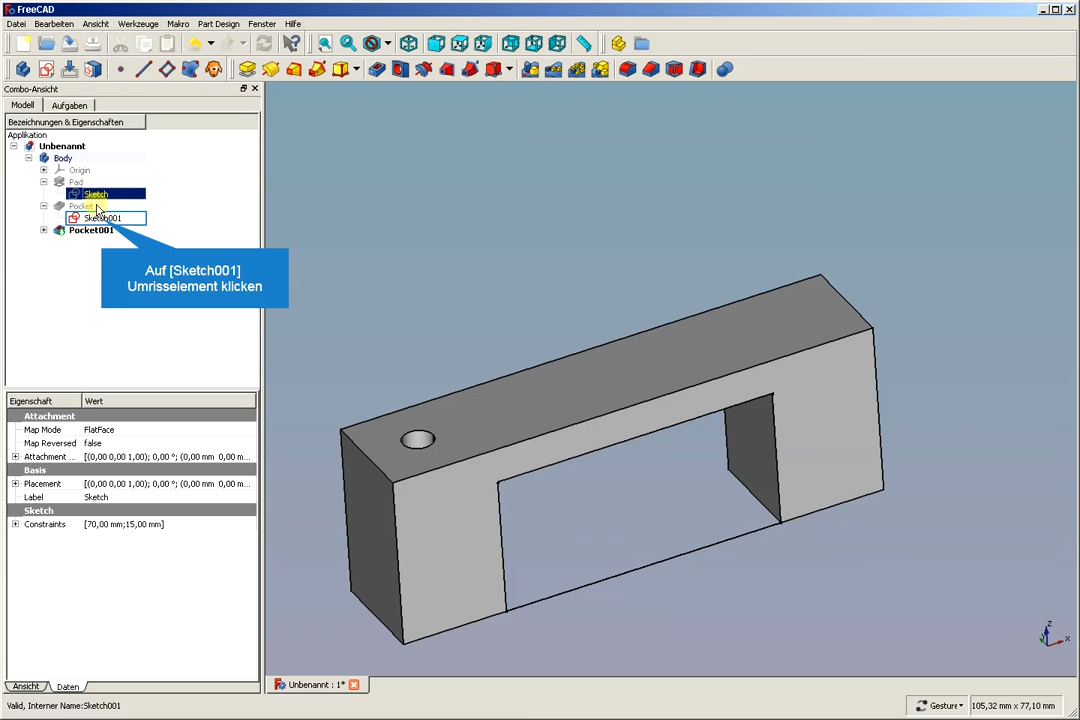 FreeCAD
Datei Bearbeiten Ansicht Werkzeuge Makro Part Design Fenster Hilfe
Combo-Ansicht
Modell Aufgaben
Bezeichnungen & Eigenschaften
Applikation
Unbenannt
Body
Origin
Pad
Sketch
Pocket
Sketch001
Pocket001
Auf [Sketch001]
Umrisselement klicken
Eigenschaft Wert
Attachment
Map Mode FlatFace
Map Reversed false
Attachment ... [(0,00 0,00 1,00); 0,00 °; (0,00 mm 0,00 m...
Basis
Placement [(0,00 0,00 1,00); 0,00 °; (0,00 mm 0,00 m...
Label Sketch
Sketch
Constraints [70,00 mm;15,00 mm]
z
x
Ansicht Daten
Unbenannt : 1*
Valid, Interner Name:Sketch001
Gesture
105,32 mm x 77,10 mm